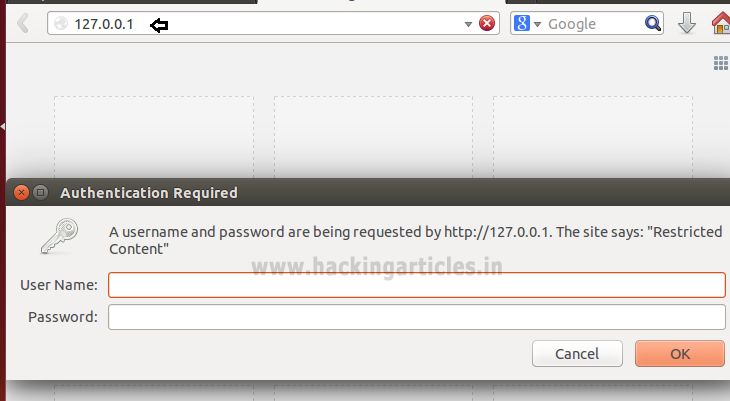 127.0.0.1
Google
Authentication Required
A username and password are being requested by http://127.0.0.1. The site says: "Restricted
Content"
www.hackingarticles.in
User Name:
Password:
Cancel
OK